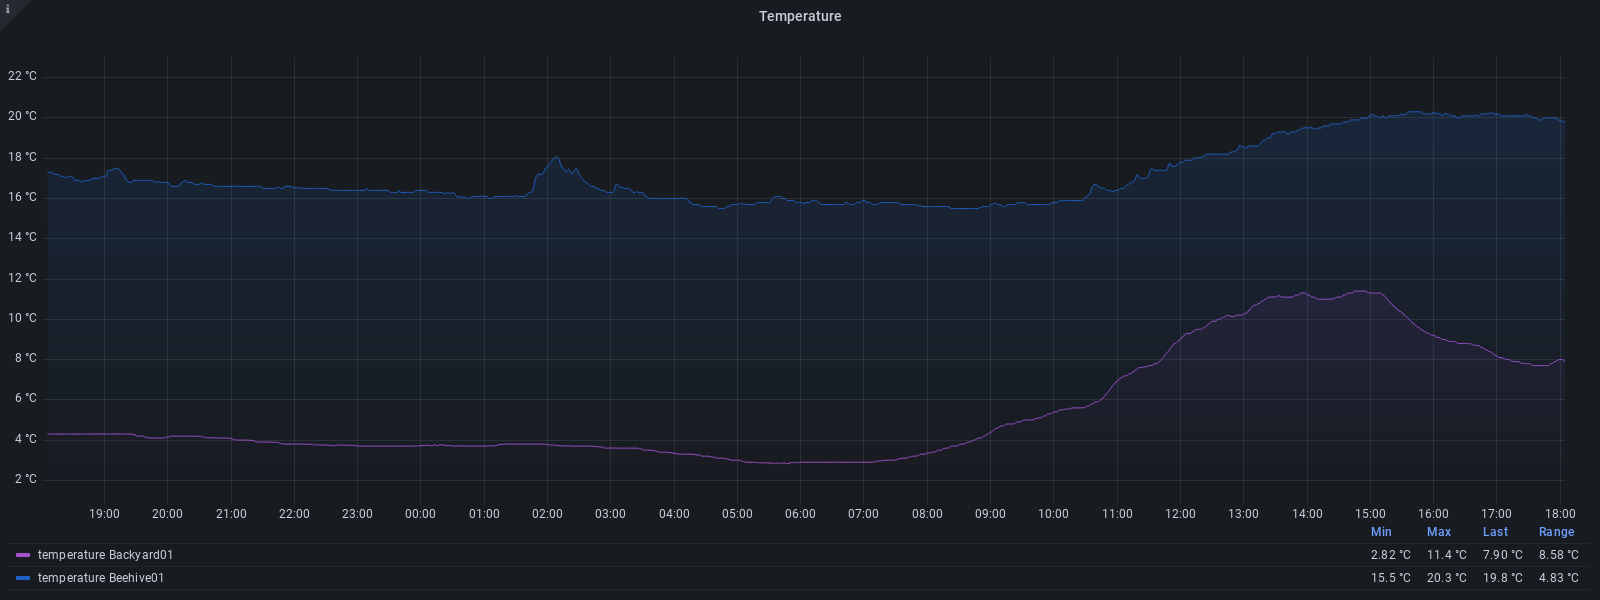 i
Temperature
22 °C
20 °C
18 °C
16 °C
14 °C
12 °C
10 °C
8 °C
6 °C
4 °C
2 °C
19:00 20:00 21:00 22:00 23:00 00:00 01:00 02:00 03:00 04:00 05:00 06:00 07:00 08:00 09:00 10:00 11:00 12:00 13:00 14:00 15:00 16:00 17:00 18:00
Min Max Last Range
temperature Backyard01 2.82 °C 11.4 °C 7.90 °C 8.58 °C
temperature Beehive01 15.5 °C 20.3 °C 19.8 °C 4.83 °C